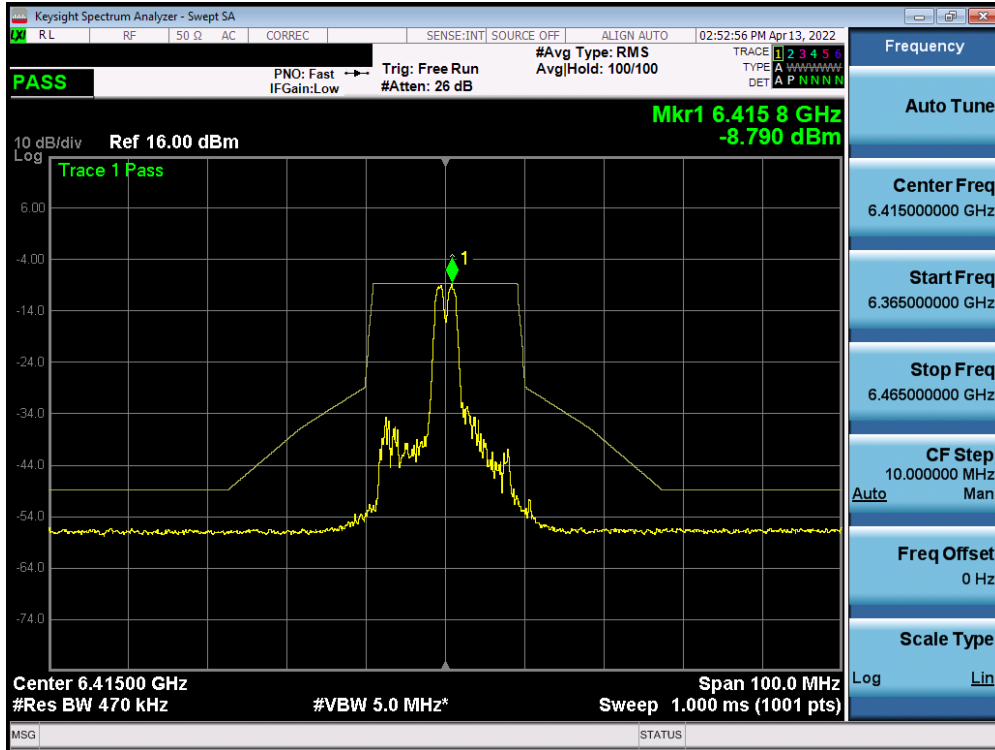 Keysight Spectrum Analyzer - Swept SA
LXI RL RF 50 Ω AC CORREC SENSE:INT SOURCE OFF ALIGN AUTO 02:52:56 PM Apr 13, 2022
PASS
PNO: Fast
IFGain:Low
Trig: Free Run
#Atten: 26 dB
#Avg Type: RMS
Avg|Hold: 100/100
TRACE 1 2 3 4 5 6
TYPE A W W W W W
DET A P N N N N
Mkr1 6.415 8 GHz
-8.790 dBm
10 dB/div Ref 16.00 dBm
Log
Trace 1 Pass
1
6.00
-4.00
-14.0
-24.0
-34.0
-44.0
-54.0
-64.0
-74.0
Center 6.41500 GHz Span 100.0 MHz
#Res BW 470 kHz #VBW 5.0 MHz* Sweep 1.000 ms (1001 pts)
MSG STATUS
Frequency
Auto Tune
Center Freq
6.415000000 GHz
Start Freq
6.365000000 GHz
Stop Freq
6.465000000 GHz
CF Step
10.000000 MHz
Auto Man
Freq Offset
0 Hz
Scale Type
Log Lin